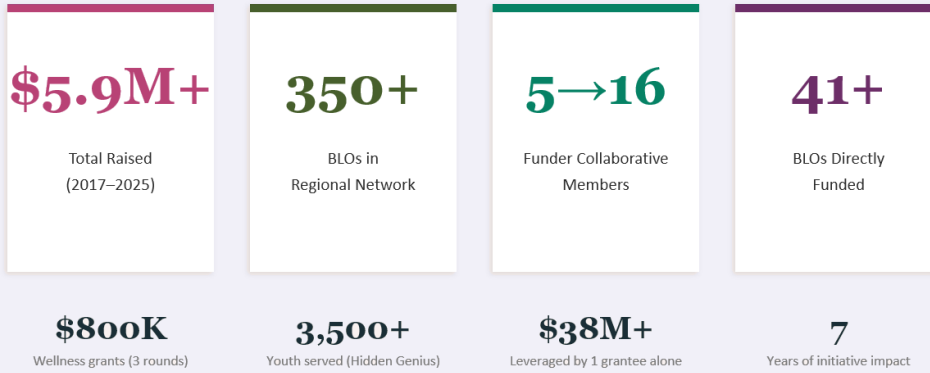 $5.9M+
Total Raised
(2017–2025)
350+
BLOs in
Regional Network
5→16
Funder Collaborative
Members
41+
BLOs Directly
Funded
$800K
Wellness grants (3 rounds)
3,500+
Youth served (Hidden Genius)
$38M+
Leveraged by 1 grantee alone
7
Years of initiative impact